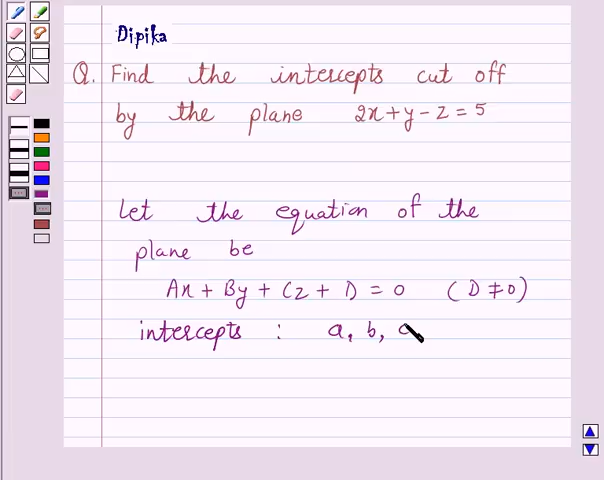 Dipika
Q. Find the intercepts cut off
by the plane 2x+y-z=5
Let the equation of the
plane be
Ax + By + Cz + D = 0 (D≠0)
intercepts : a, b, c